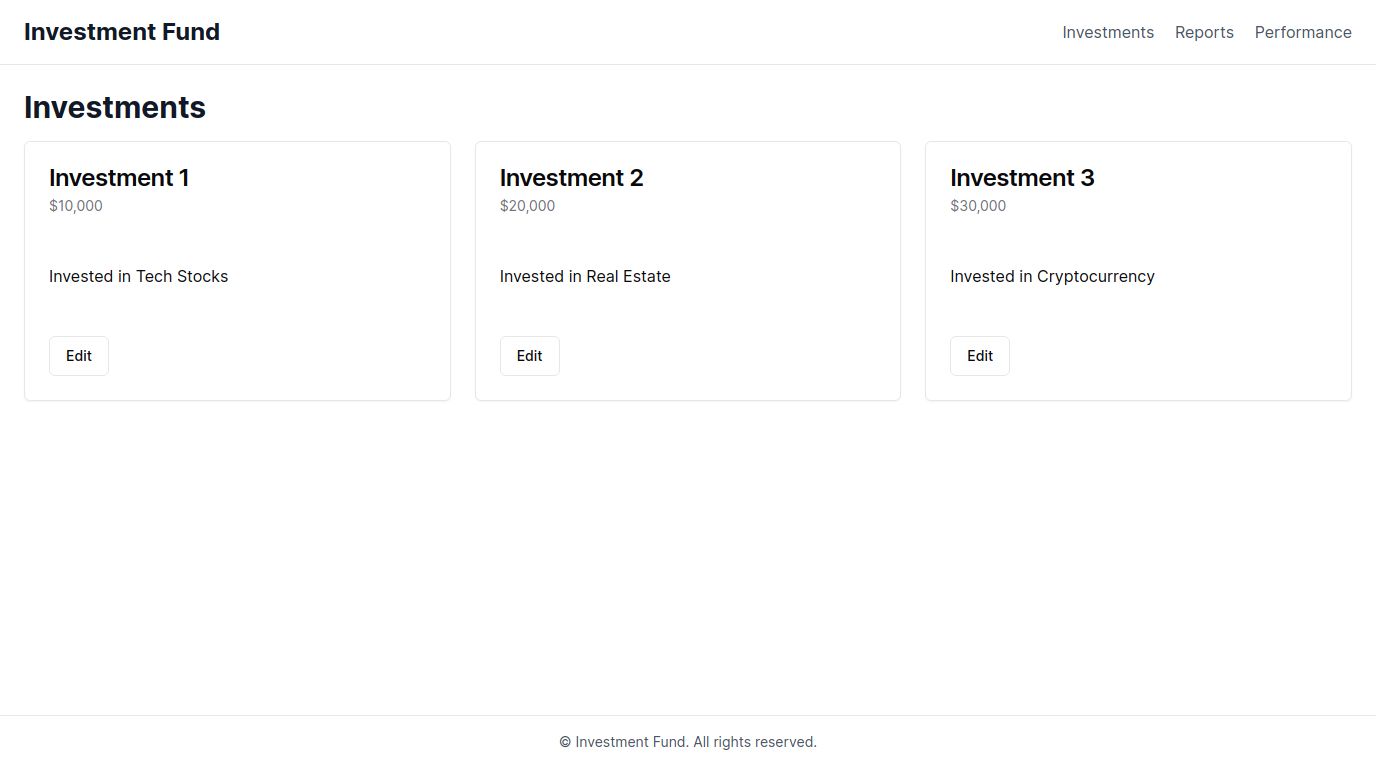 Investment Fund
Investments Reports Performance
Investments
Investment 1
$10,000
Invested in Tech Stocks
Edit
Investment 2
$20,000
Invested in Real Estate
Edit
Investment 3
$30,000
Invested in Cryptocurrency
Edit
© Investment Fund. All rights reserved.